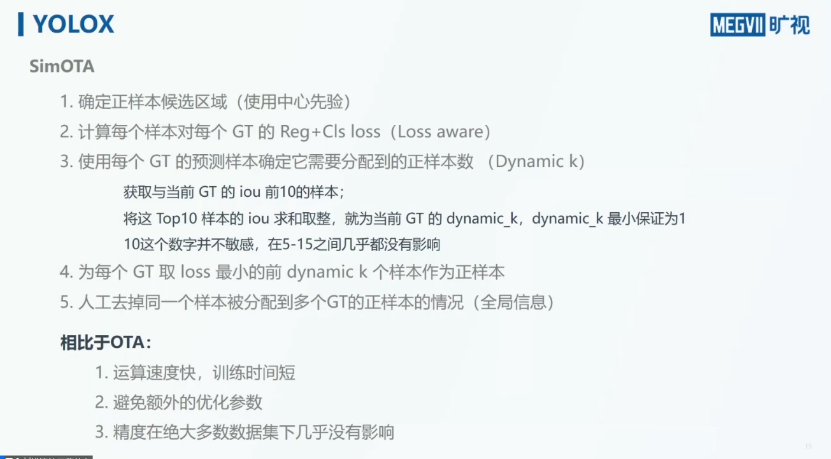 YOLOX
MEGVII 旷视
SimOTA
1. 确定正样本候选区域（使用中心先验）
2. 计算每个样本对每个 GT 的 Reg+Cls loss（Loss aware）
3. 使用每个 GT 的预测样本确定它需要分配到的正样本数 （Dynamic k）
获取与当前 GT 的 iou 前10的样本；
将这 Top10 样本的 iou 求和取整，就为当前 GT 的 dynamic_k，dynamic_k 最小保证为1
10这个数字并不敏感，在5-15之间几乎都没有影响
4. 为每个 GT 取 loss 最小的前 dynamic k 个样本作为正样本
5. 人工去掉同一个样本被分配到多个GT的正样本的情况（全局信息）
相比于OTA：
1. 运算速度快，训练时间短
2. 避免额外的优化参数
3. 精度在绝大多数数据集下几乎没有影响